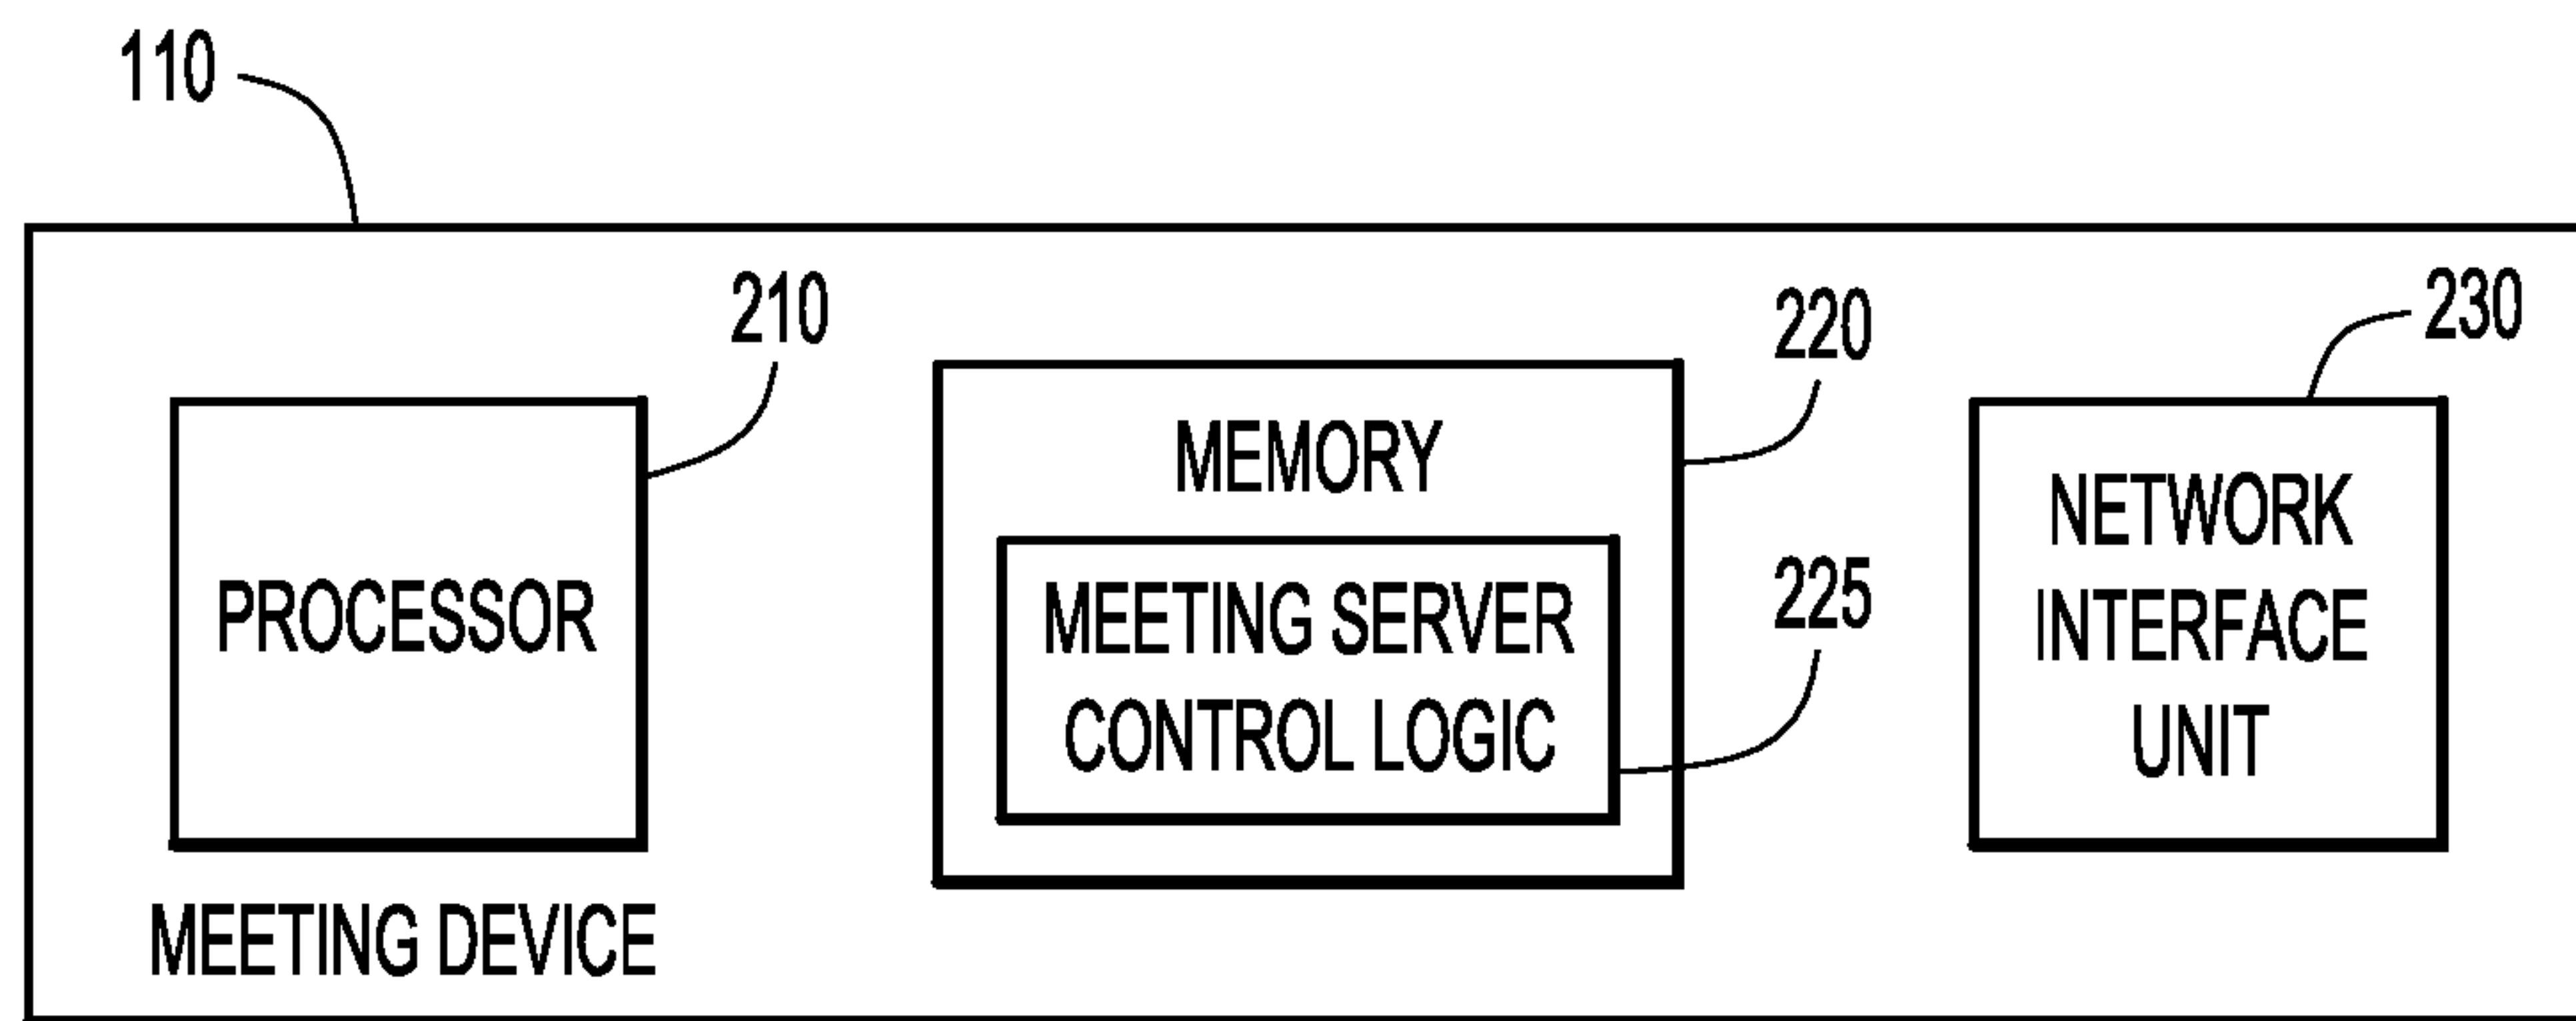 110
210
220
230
MEMORY
NETWORK
INTERFACE
UNIT
PROCESSOR
MEETING SERVER
CONTROL LOGIC
225
MEETING DEVICE